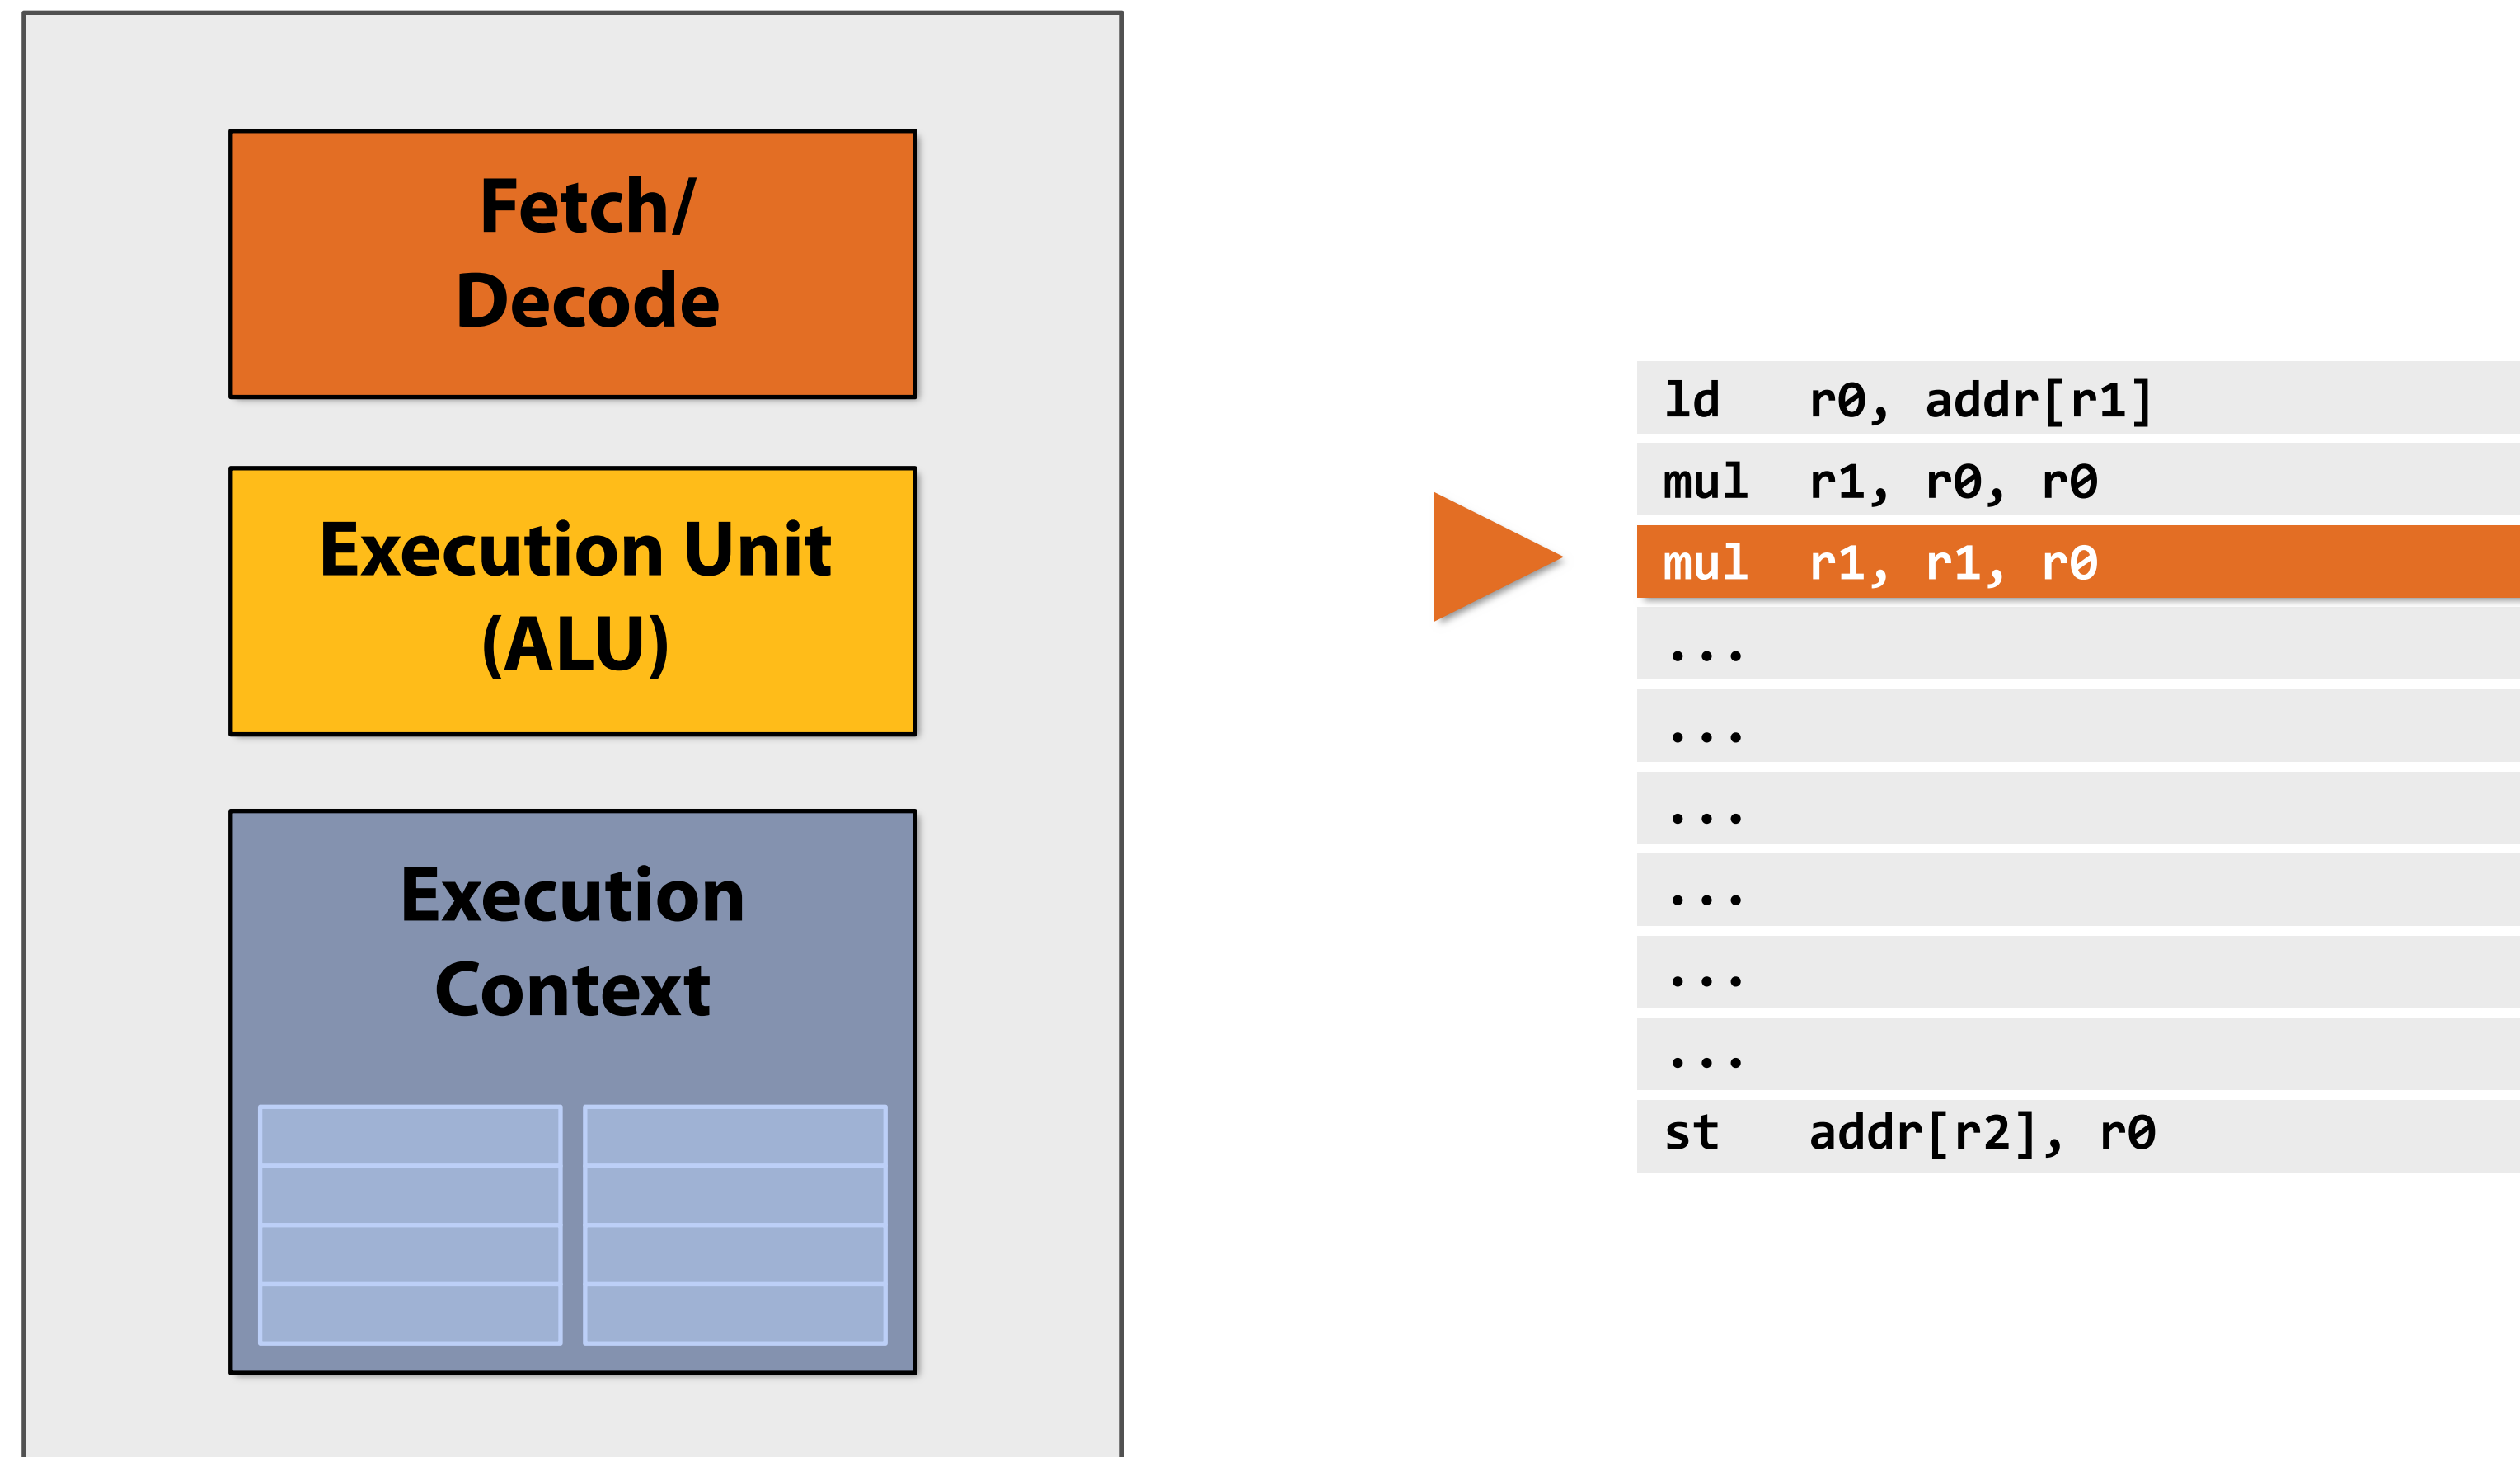 Fetch/
Decode
Execution Unit
(ALU)
Execution
Context
ld r0, addr[r1]
mul r1, r0, r0
mul r1, r1, r0
...
...
...
...
...
...
st addr[r2], r0